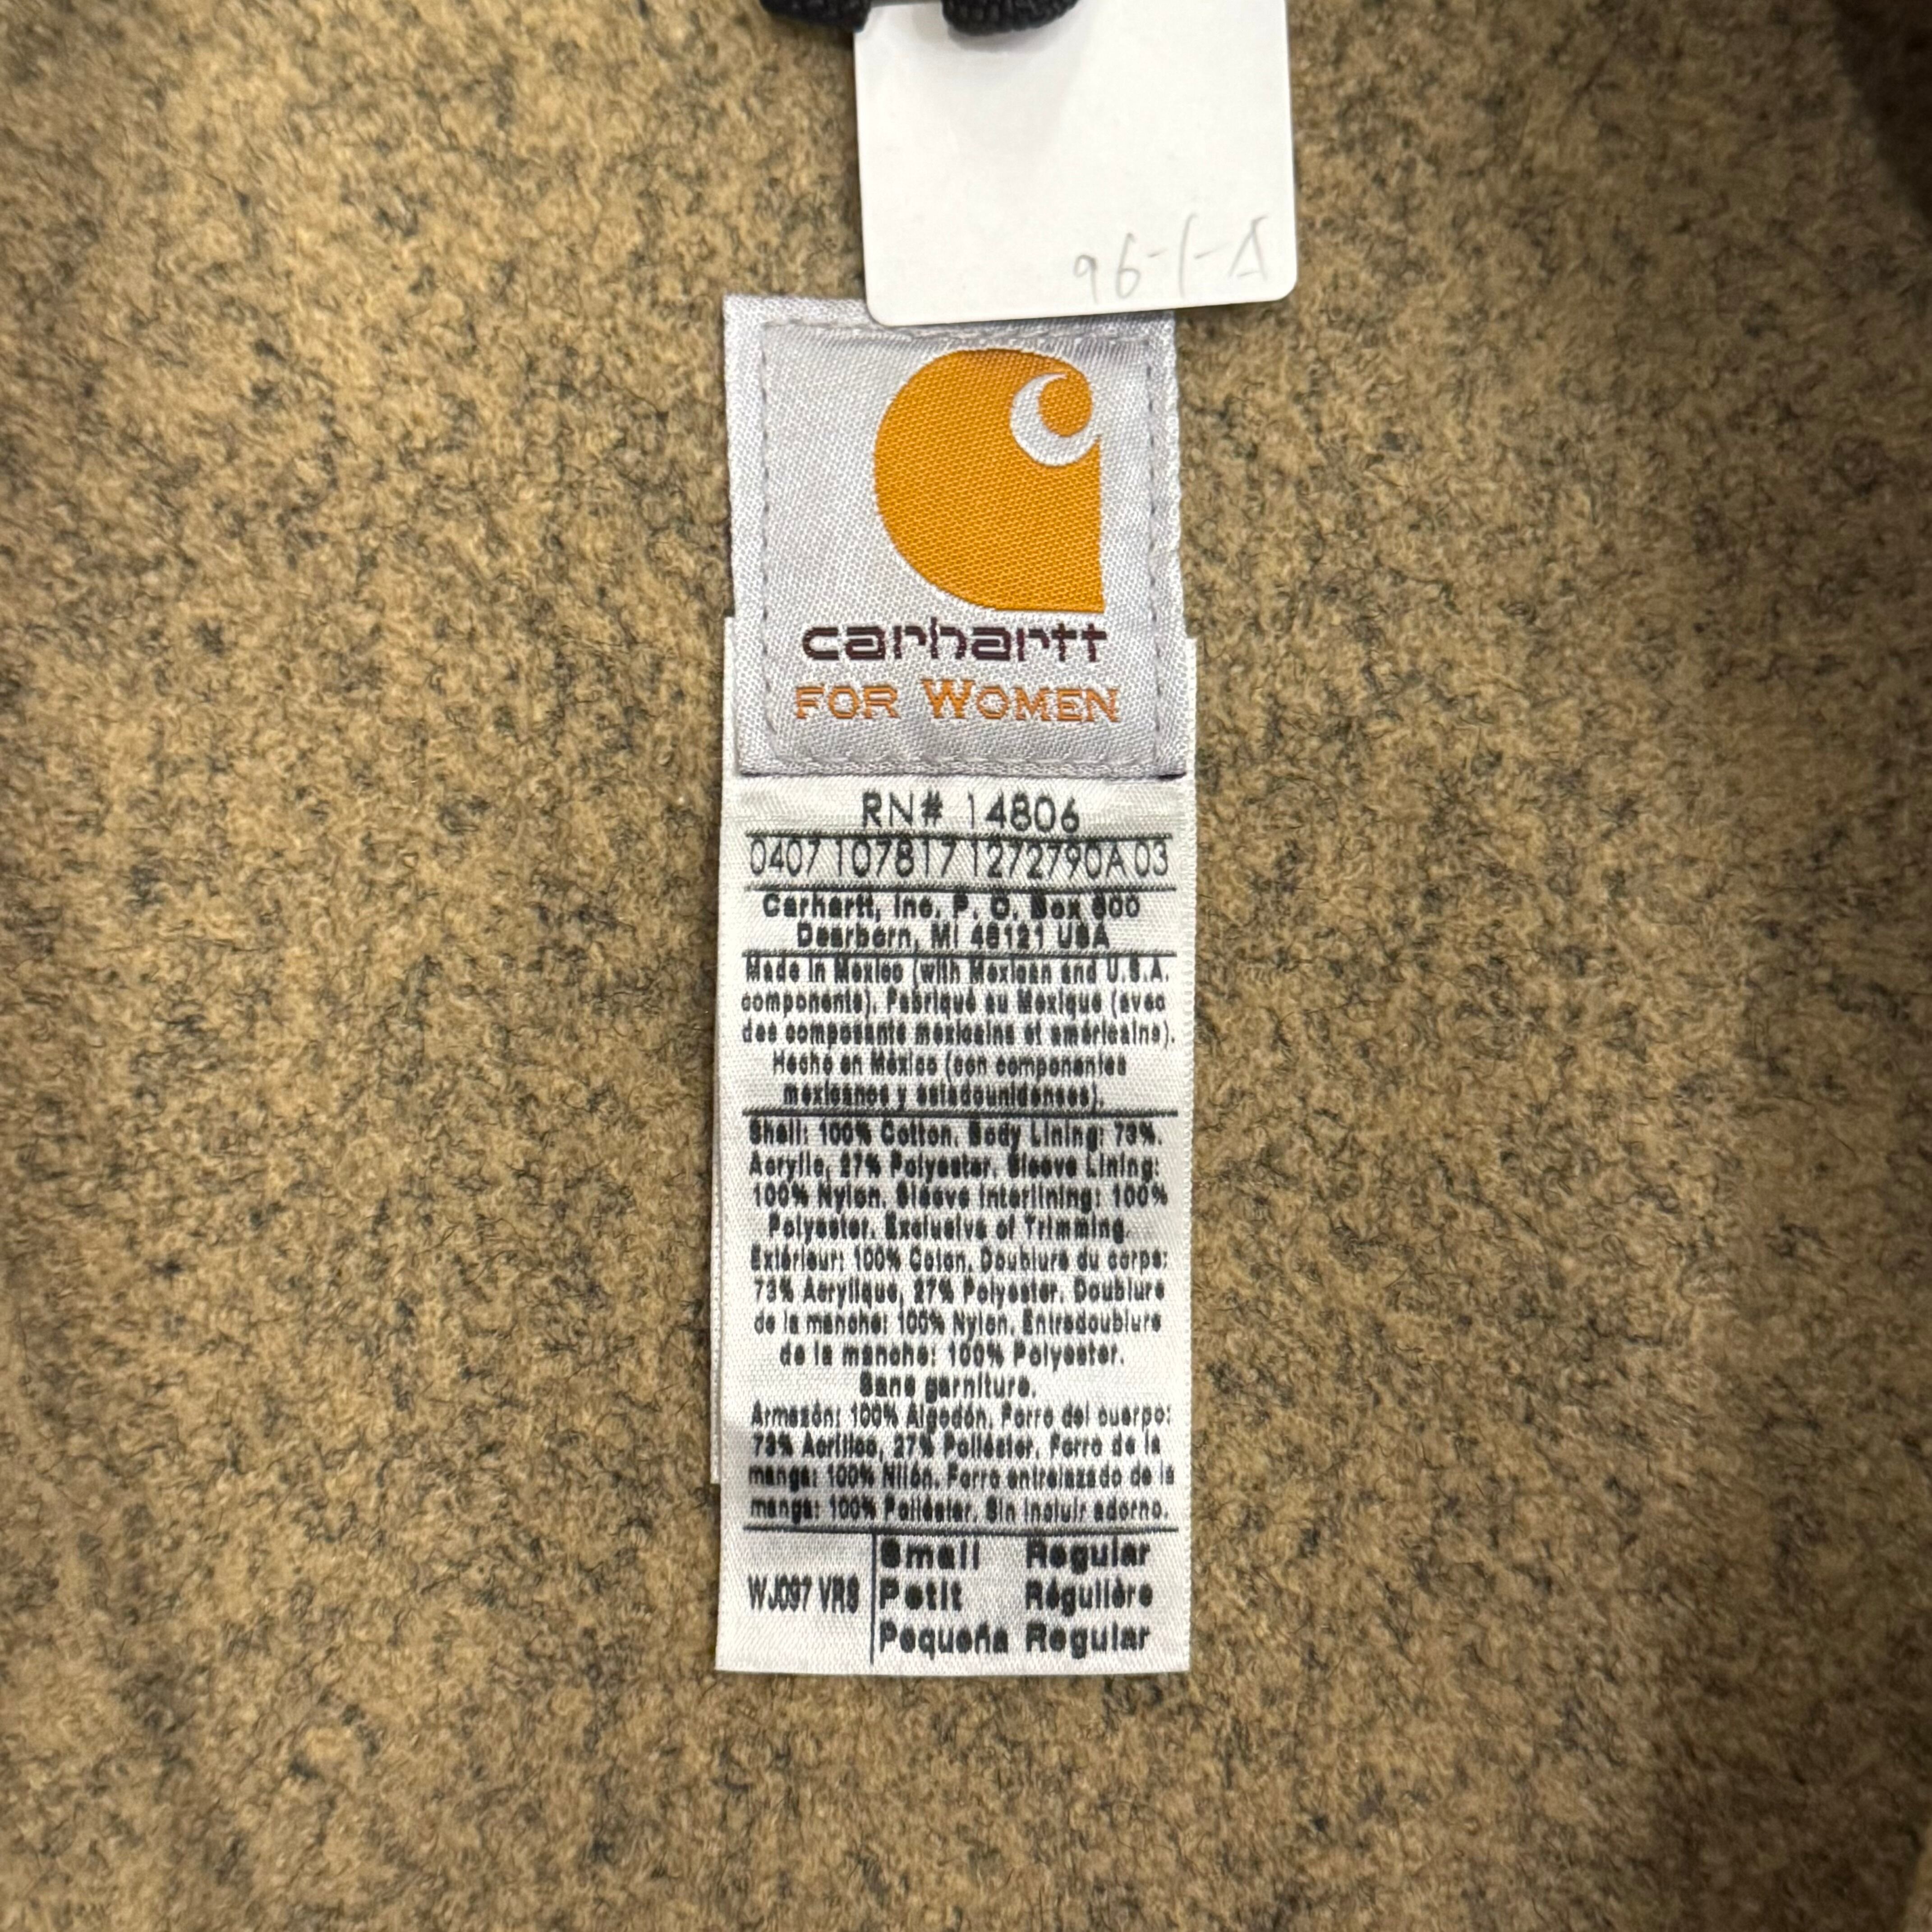 96-1-A
carhartt
FOR WOMEN
RN# 14806
0407 107817 1272790A 03
Carhartt, Inc. P. O. Box 600
Dearborn, MI 48121 USA
Made in Mexico (with Mexican and U.S.A.
components). Fabriqué au Mexique (avec
des composants mexicains et américains).
Hecho en México (con componentes
mexicanos y estadounidenses).
Shell: 100% Cotton. Body Lining: 73%.
Acrylic, 27% Polyester. Sleeve Lining:
100% Nylon. Sleeve Interlining: 100%
Polyester. Exclusive of Trimming.
Extérieur: 100% Coton. Doublure du corps:
73% Acrylique, 27% Polyester. Doublure
de la manche: 100% Nylon. Entredoublure
de la manche: 100% Polyester.
Sans garniture.
Armazón: 100% Algodón. Forro del cuerpo:
73% Acrílico, 27% Poliéster. Forro de la
manga: 100% Nilón. Forro entrelazado de la
manga: 100% Poliéster. Sin incluir adorno.
WJ097 VRS
Small Regular
Petit Régulière
Pequeña Regular